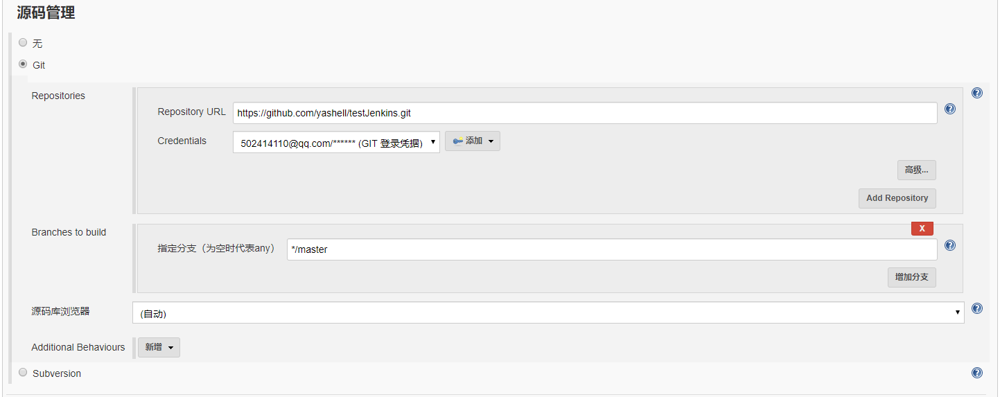 源码管理
无
Git
Repositories
Repository URL https://github.com/yashell/testJenkins.git
Credentials 502414110@qq.com/****** (GIT 登录凭据) 添加
高级...
Add Repository
Branches to build
X
指定分支（为空时代表any） */master
增加分支
源码库浏览器 (自动)
Additional Behaviours 新增
Subversion